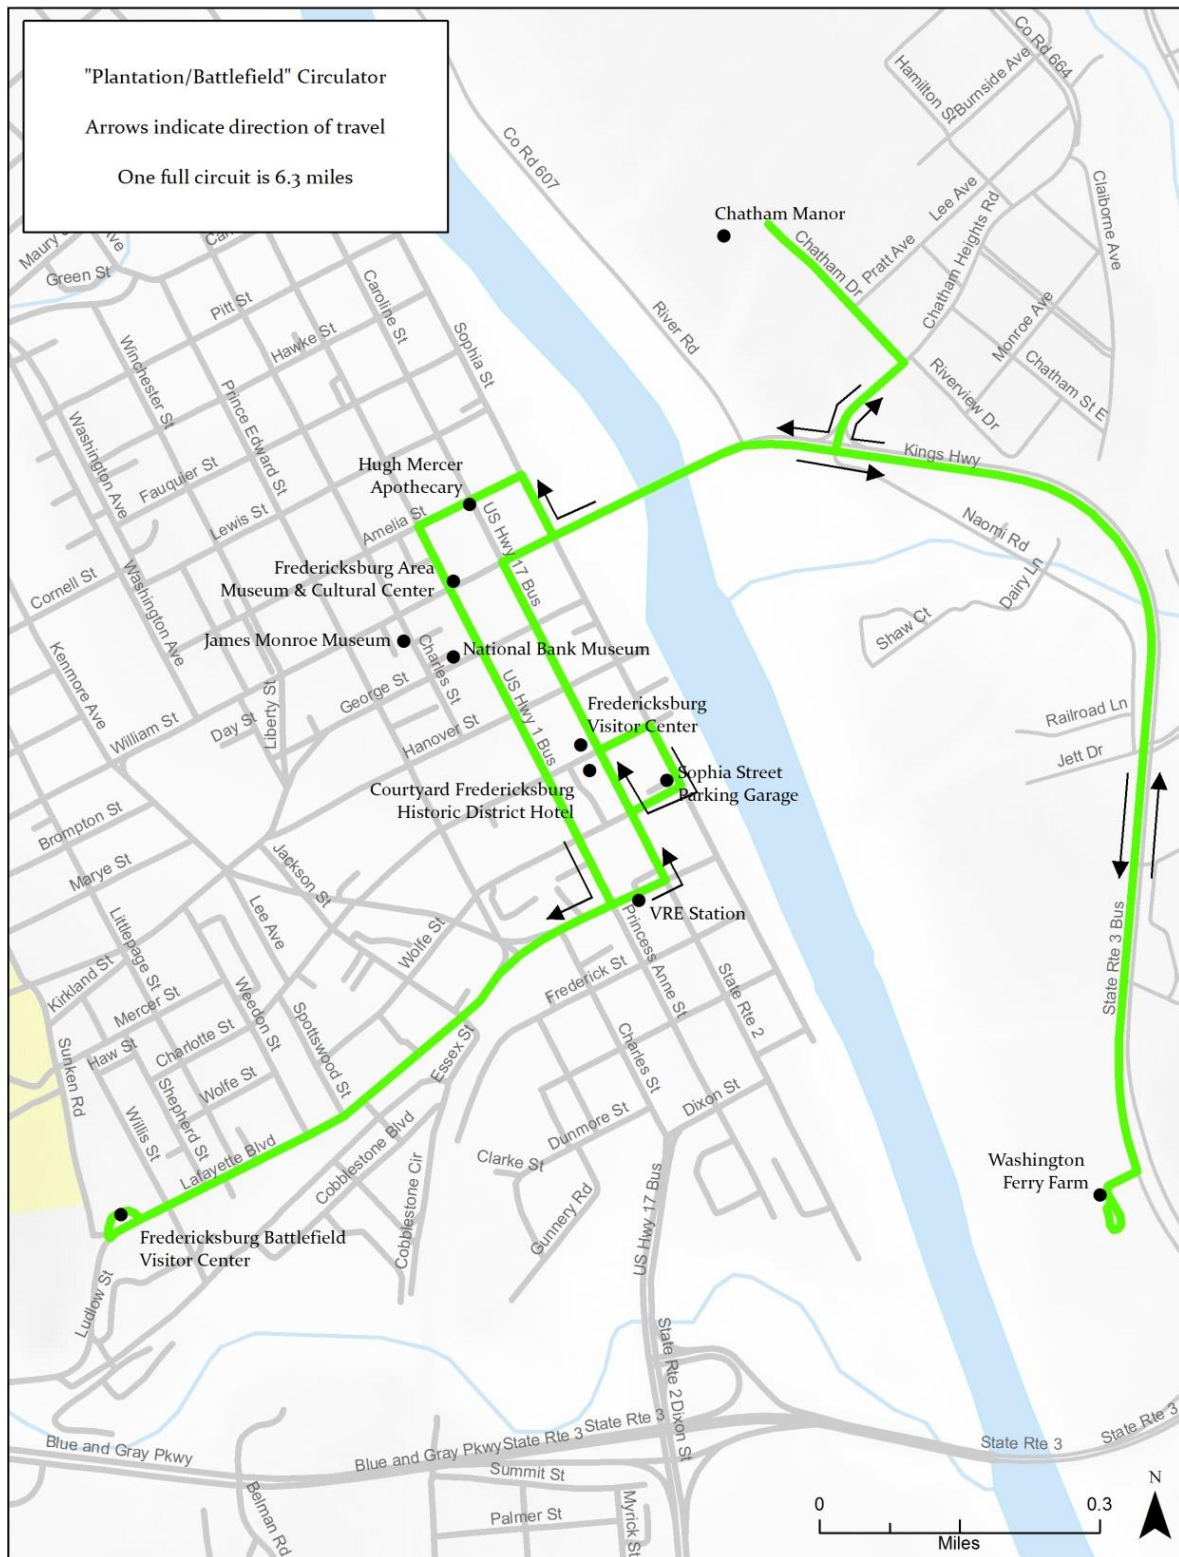 "Plantation/Battlefield" Circulator
Arrows indicate direction of travel
One full circuit is 6.3 miles
Co Rd 664
Hamilton St
Burnside Ave
Co Rd 607
Claiborne Ave
Lee Ave
Chatham Manor
Chatham Dr
Pratt Ave
Chatham Heights Rd
Maury
Ave
Green St
Pitt St
Caroline St
Sophia St
Hawke St
Winchester St
Prince Edward St
River Rd
Monroe Ave
Riverview Dr
Chatham St E
Washington Ave
Fauquier St
Lewis St
Kings Hwy
Hugh Mercer
Apothecary
Amelia St
US Hwy 17 Bus
Naomi Rd
Dairy Ln
Shaw Ct
Cornell St
Washington Ave
Fredericksburg Area
Museum & Cultural Center
James Monroe Museum
National Bank Museum
Charles St
Kenmore Ave
George St
William St
Day St
Liberty St
Hanover St
US Hwy 1 Bus
Fredericksburg
Visitor Center
Railroad Ln
Jett Dr
Courtyard Fredericksburg
Historic District Hotel
Sophia Street
Parking Garage
Brompton St
Marye St
Jackson St
Lee Ave
Littlepage St
Wolfe St
VRE Station
Princess Anne St
State Rte 2
State Rte 3 Bus
Kirkland St
Mercer St
Weedon St
Frederick St
Spottswood St
Essex St
Haw St
Charlotte St
Wolfe St
Sunken Rd
Shepherd St
Willis St
Charles St
Dixon St
Dunmore St
Lafayette Blvd
Cobblestone Blvd
Clarke St
Cobblestone Cir
Gunnery Rd
US Hwy 17 Bus
Washington
Ferry Farm
Fredericksburg Battlefield
Visitor Center
Ludlow St
State Rte 2
Dixon St
State Rte 3
Blue and Gray Pkwy
Blue and Gray Pkwy
State Rte 3
State Rte 3
State Rte 3
Summit St
Palmer St
Belman Rd
Myrick St
N
0
0.3
Miles